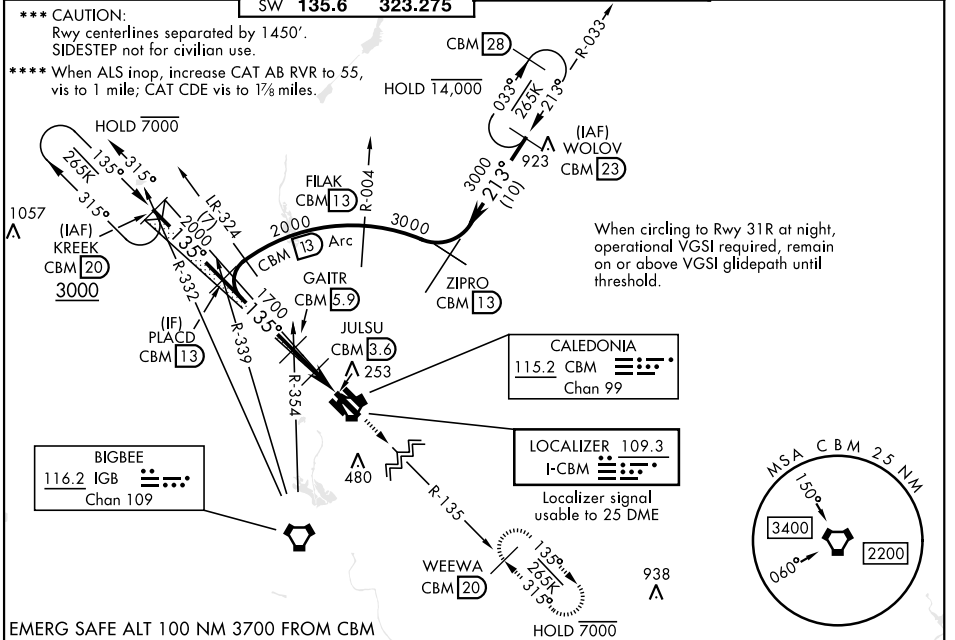 SW 135.6 323.275
*** CAUTION:
Rwy centerlines separated by 1450'.
SIDESTEP not for civilian use.
**** When ALS inop, increase CAT AB RVR to 55,
vis to 1 mile; CAT CDE vis to 1⅞ miles.
CBM 28
R-033
HOLD 14,000
033°
265K
213°
HOLD 7000
265K
135°
315°
315°
(IAF)
WOLOV
CBM 23
923
3000
213°
(10)
FILAK
CBM 13
R-004
LR-324
1057
(IAF)
KREEK
CBM 20
3000
2000
(7)
135°
2000
3000
CBM 13 Arc
When circling to Rwy 31R at night,
operational VGSI required, remain
on or above VGSI glidepath until
threshold.
ZIPRO
CBM 13
GAITR
CBM 5.9
R-332
1700
135°
(IF)
PLACD
CBM 13
R-339
JULSU
CBM 3.6
253
R-354
CALEDONIA
115.2 CBM
Chan 99
BIGBEE
116.2 IGB
Chan 109
480
LOCALIZER 109.3
I-CBM
Localizer signal
usable to 25 DME
R-135
MSA CBM 25 NM
150°
3400
2200
060°
WEEWA
CBM 20
135°
265K
315°
938
HOLD 7000
EMERG SAFE ALT 100 NM 3700 FROM CBM